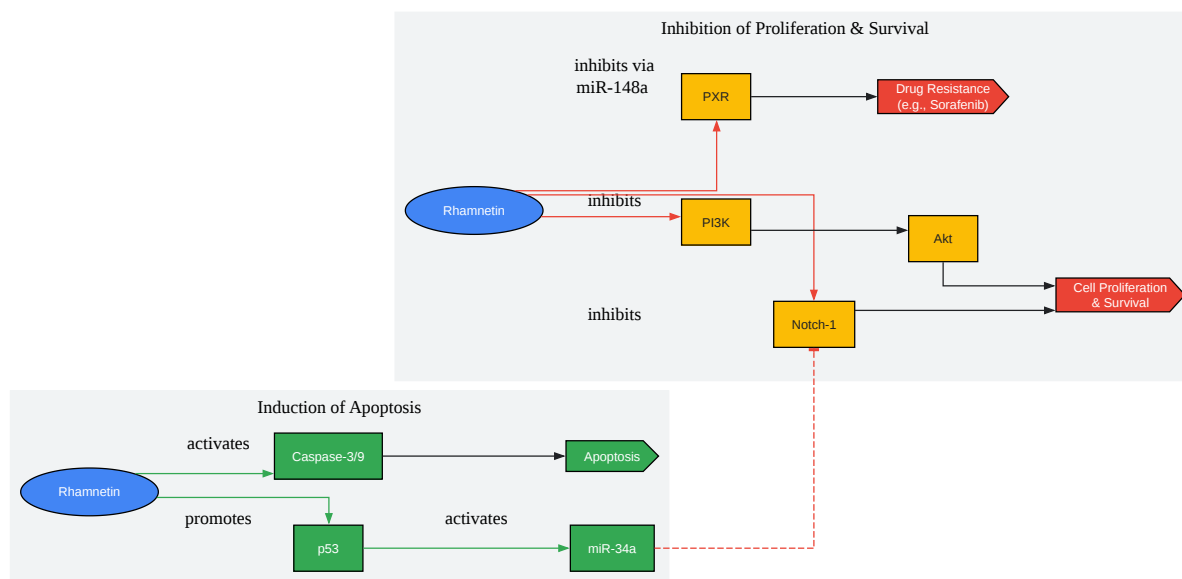 Inhibition of Proliferation & Survival
inhibits via
miR-148a
PXR
Drug Resistance
(e.g., Sorafenib)
Rhamnetin
inhibits
PI3K
Akt
Cell Proliferation
& Survival
inhibits
Notch-1
Induction of Apoptosis
activates
Caspase-3/9
Apoptosis
Rhamnetin
promotes
activates
p53
miR-34a